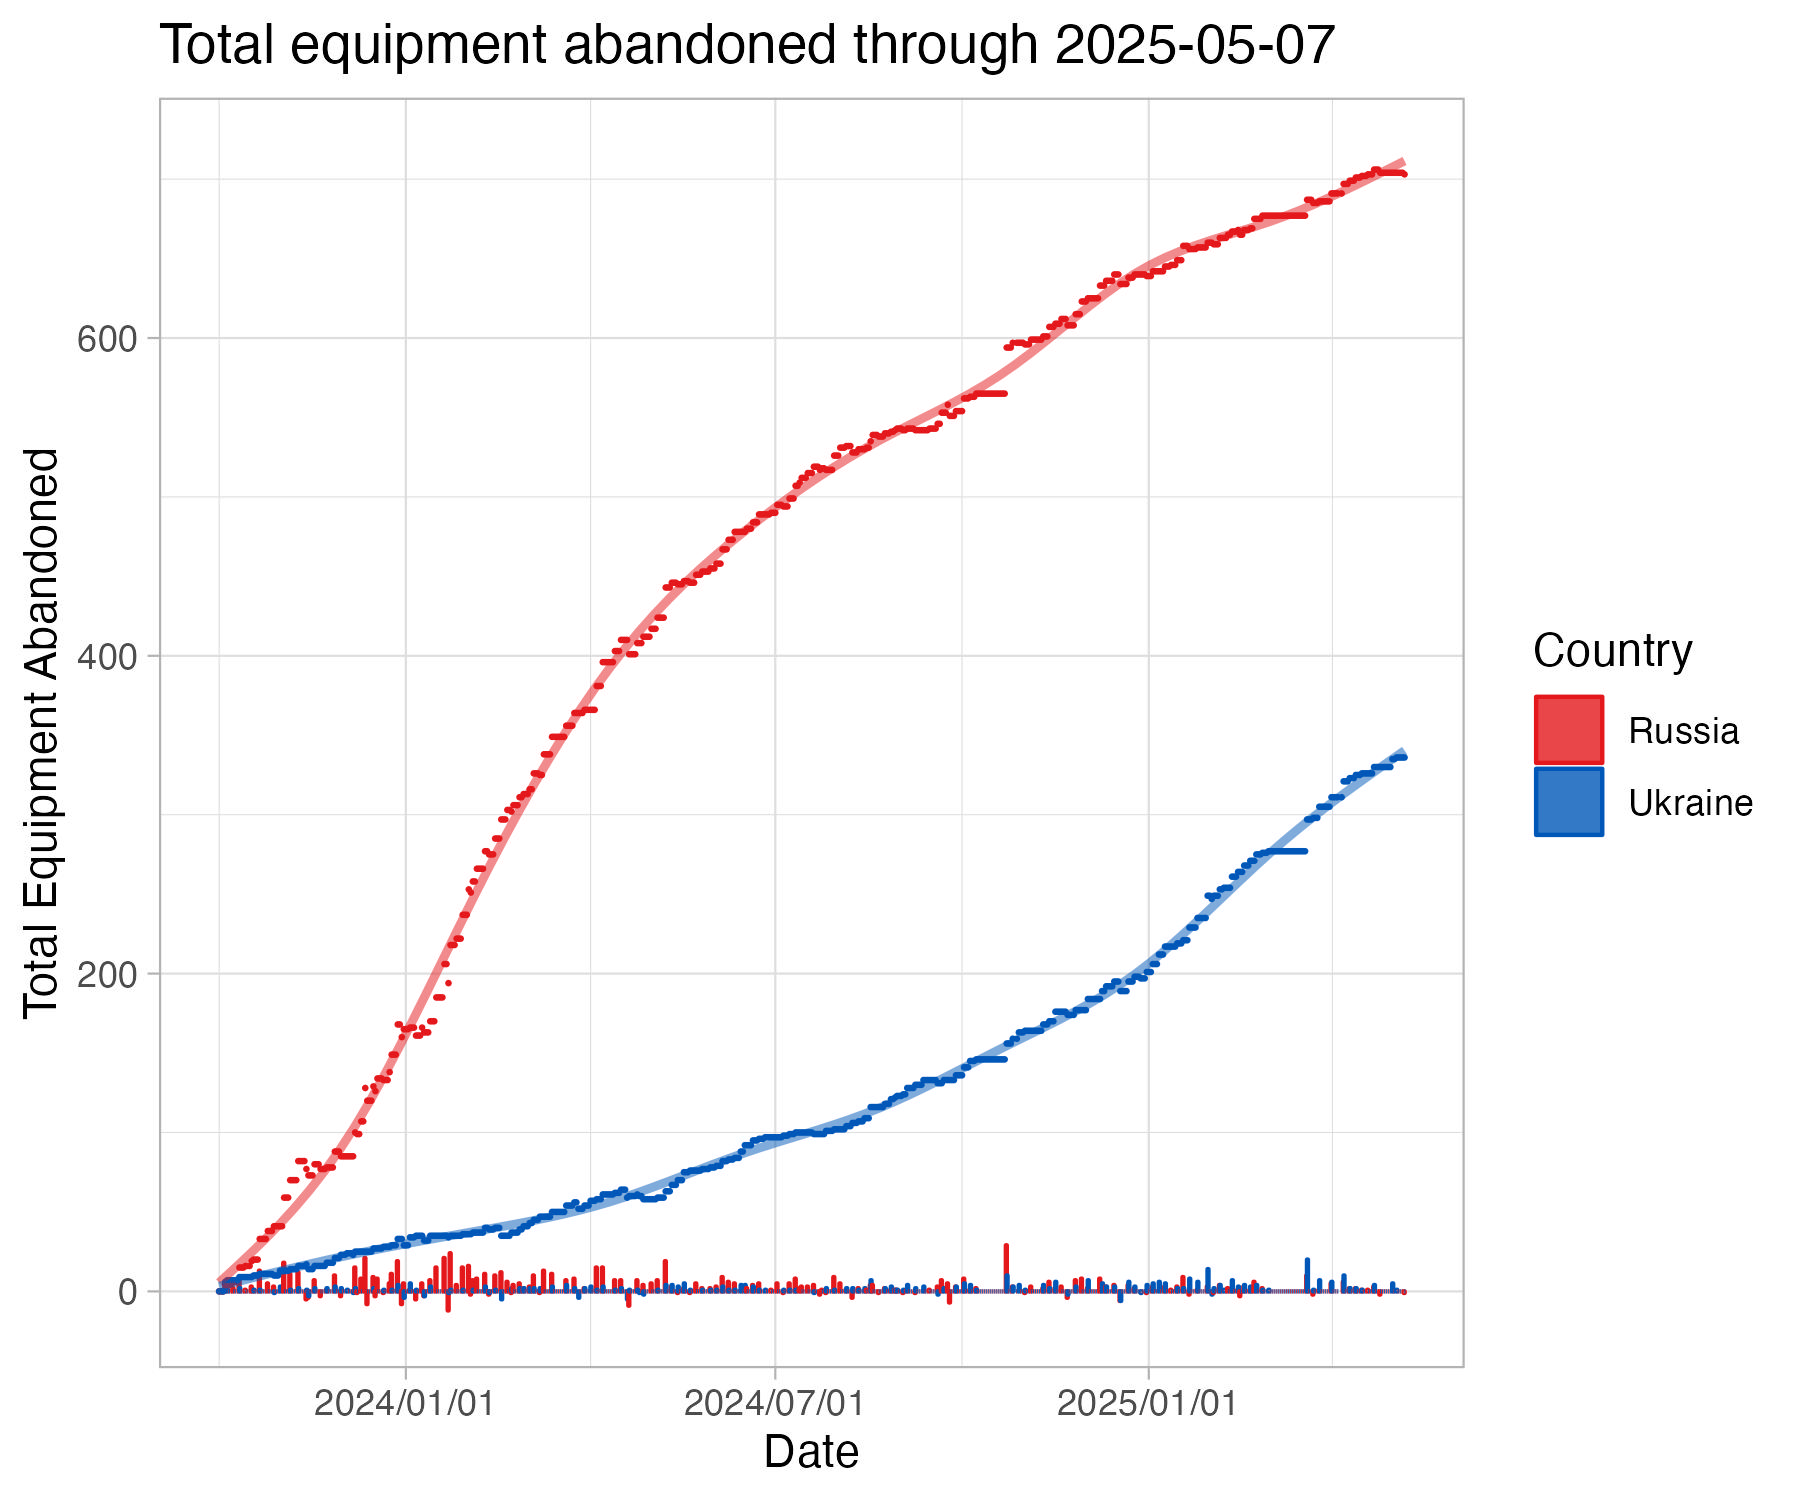 Total equipment abandoned through 2025-05-07
Total Equipment Abandoned
600
400
200
0
2024/01/01
2024/07/01
2025/01/01
Date
Country
Russia
Ukraine